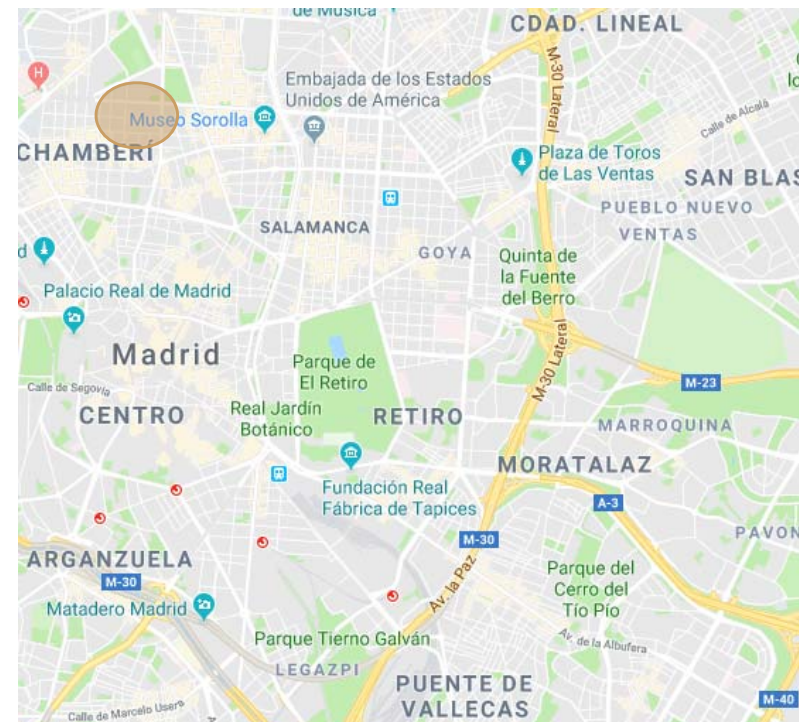 de Música
CDAD. LINEAL
M-30 Lateral
H
Embajada de los Estados
Unidos de América
Museo Sorolla
Calle de Alcalá
CHAMBERÍ
Plaza de Toros
de Las Ventas
SAN BLAS
PUEBLO NUEVO
VENTAS
SALAMANCA
GOYA
Quinta de
la Fuente
del Berro
d
Palacio Real de Madrid
Madrid
Parque de
El Retiro
M-30 Lateral
M-23
Calle de Segovia
CENTRO
Real Jardín
Botánico
RETIRO
MARROQUINA
MORATALAZ
Fundación Real
Fábrica de Tapices
A-3
M-30
PAVON
ARGANZUELA
M-30
Av. la Paz
Parque del
Cerro del
Tío Pío
Matadero Madrid
Parque Tierno Galván
Av. de la Albufera
LEGAZPI
PUENTE DE
VALLECAS
M-40
Calle de Marcelo Usera